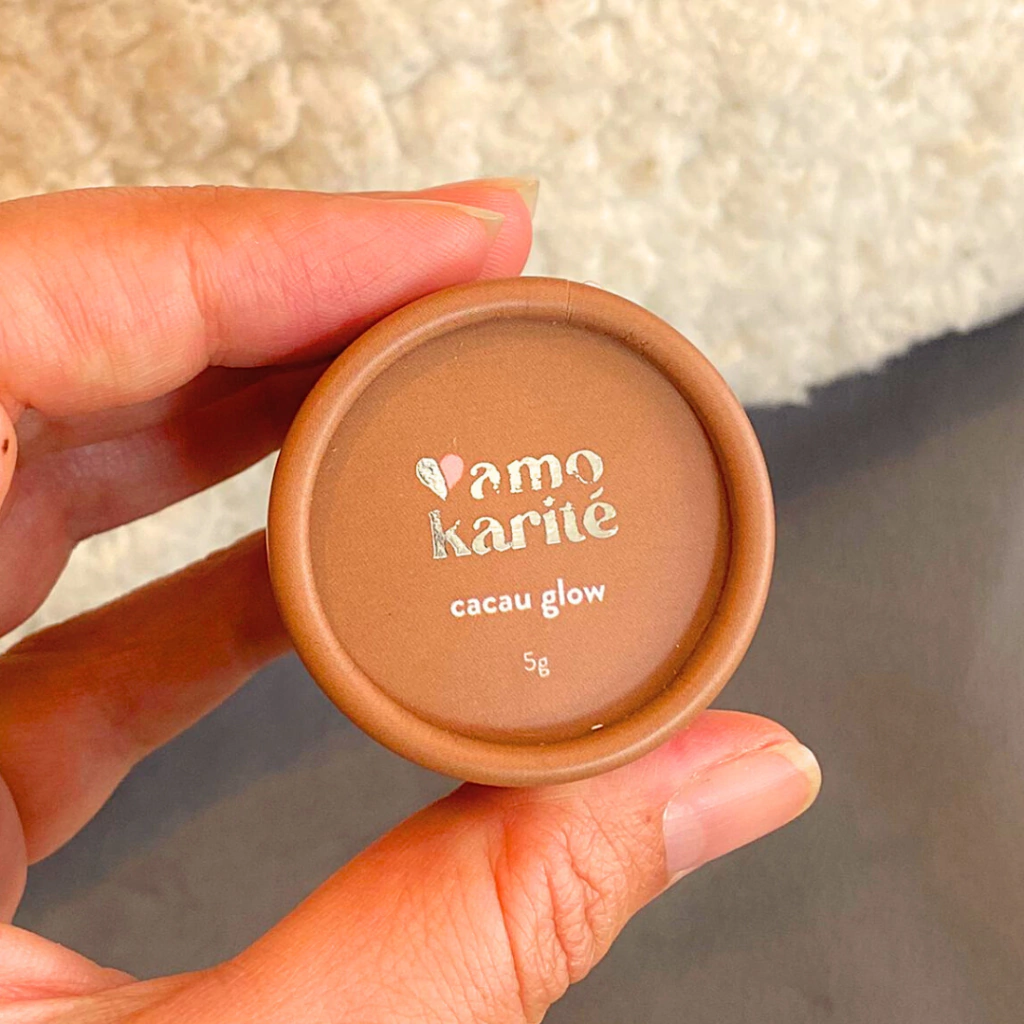 amo
karité
cacau glow
5g